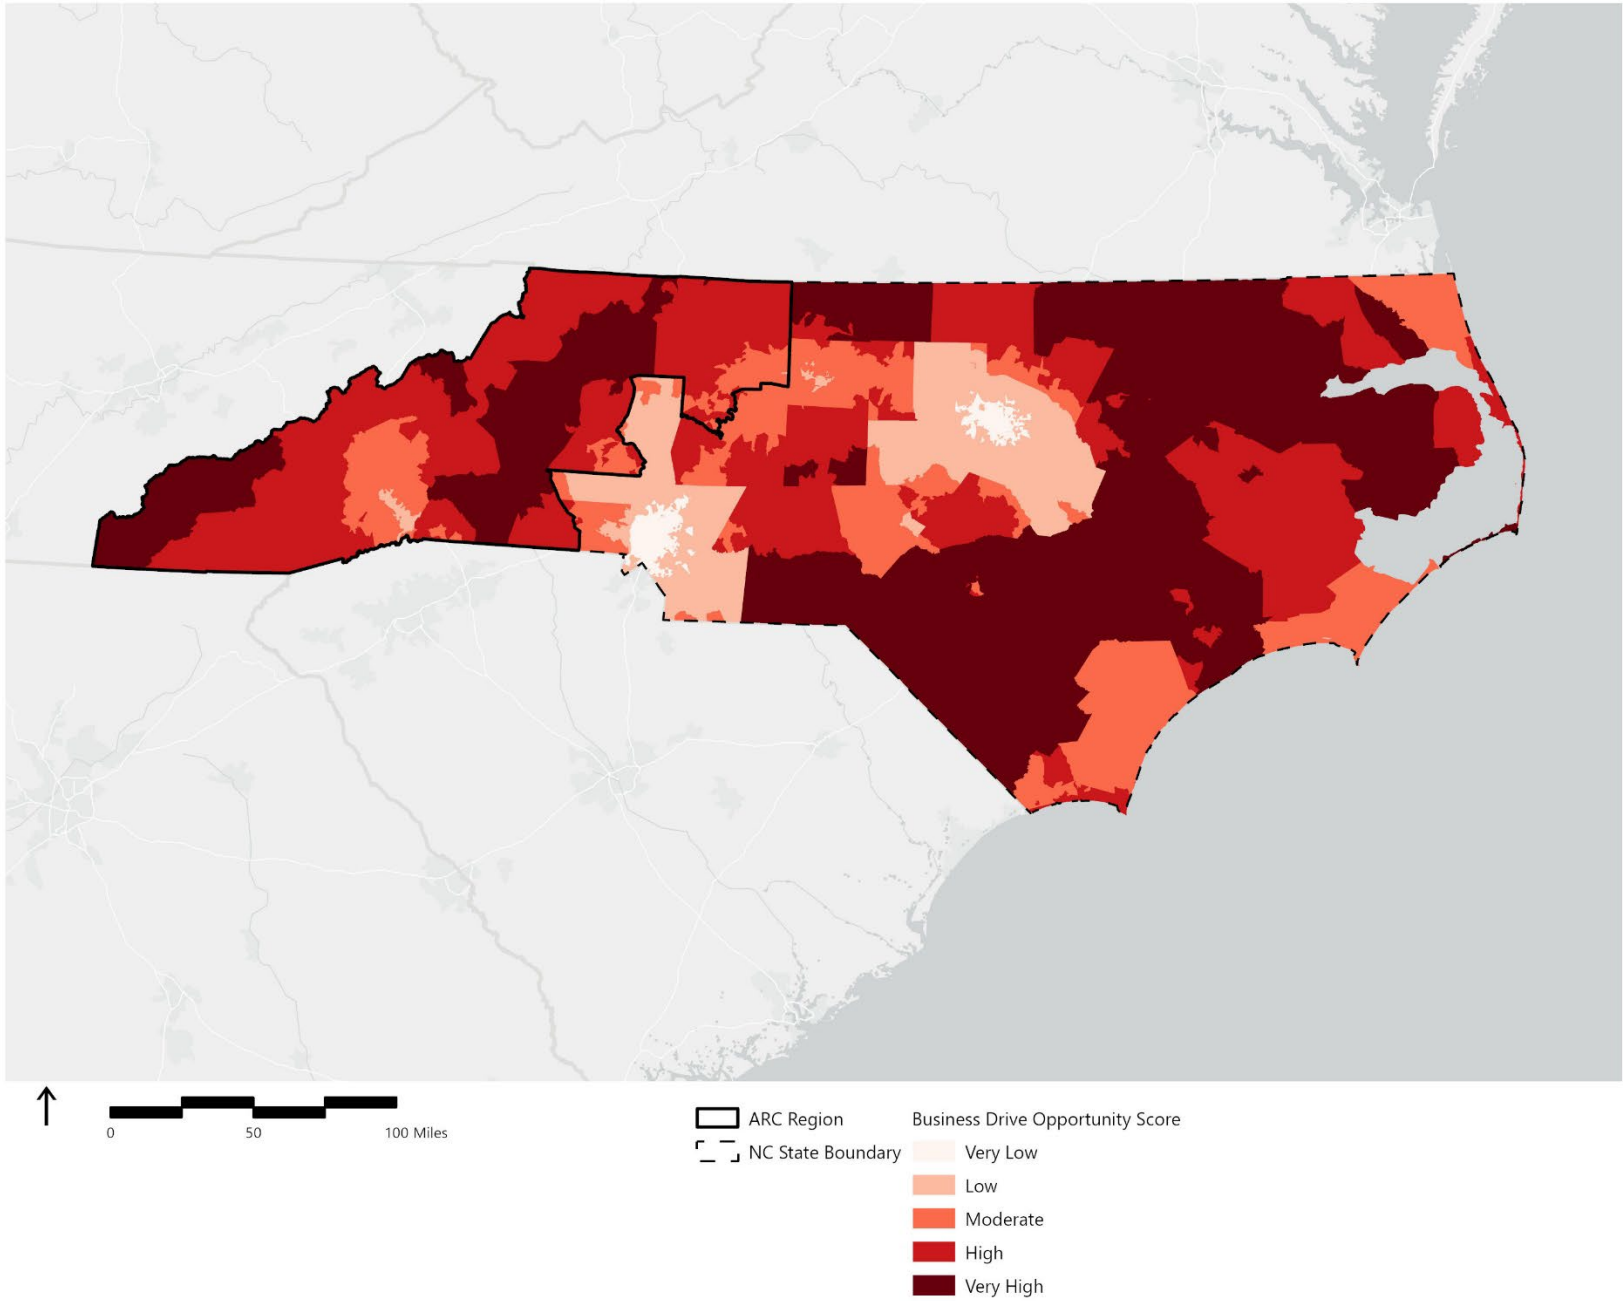 0 50 100 Miles
ARC Region
NC State Boundary
Business Drive Opportunity Score
Very Low
Low
Moderate
High
Very High